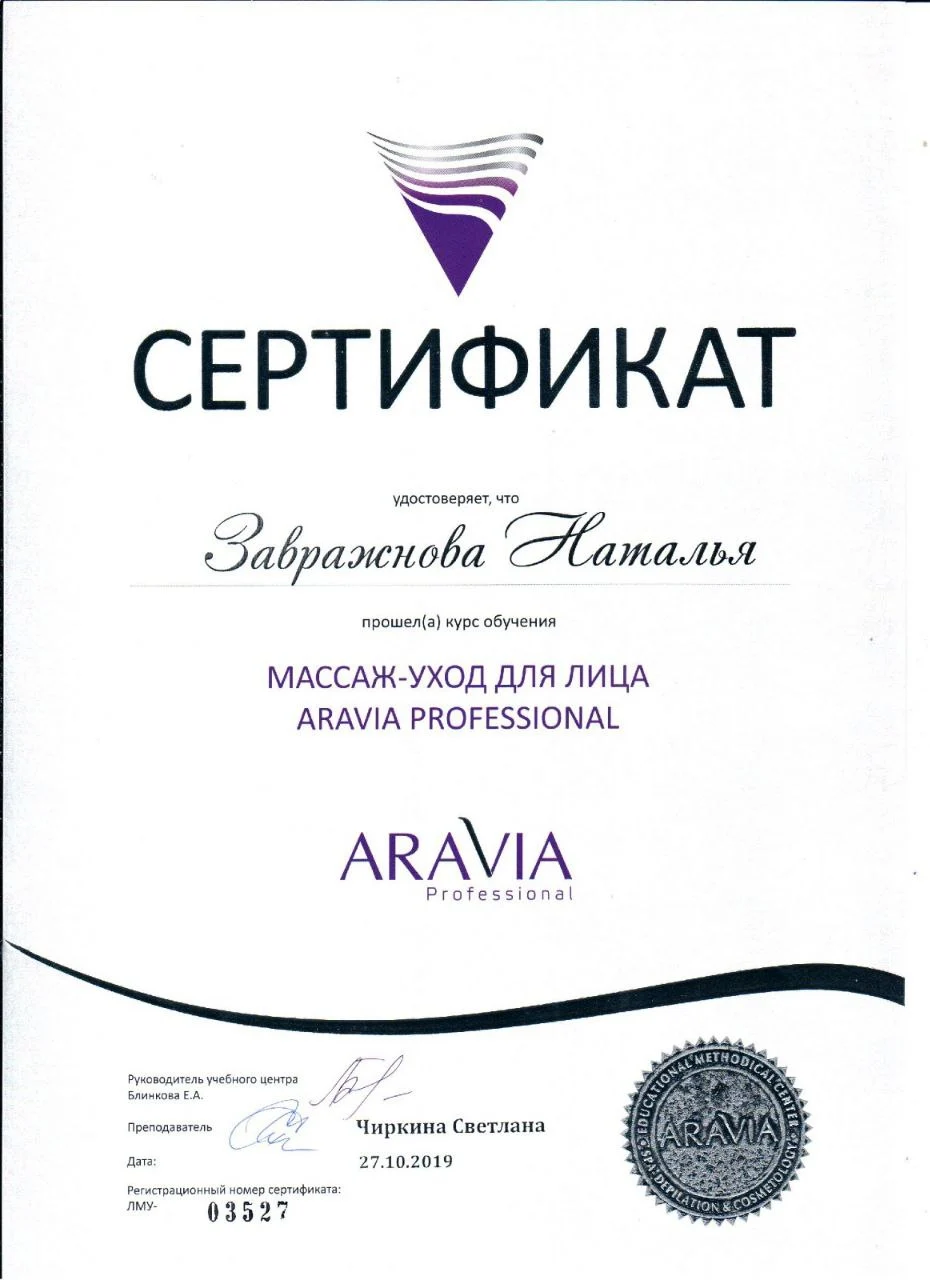 СЕРТИФИКАТ
удостоверяет, что
Завражнова Наталья
прошел(а) курс обучения
МАССАЖ-УХОД ДЛЯ ЛИЦА
ARAVIA PROFESSIONAL
ARAVIA
Professional
Руководитель учебного центра
Блинкова Е.А.
Преподаватель
Чиркина Светлана
Дата:
27.10.2019
Регистрационный номер сертификата:
ЛМУ-
03527
EDUCATIONAL METHODICAL CENTER
ARAVIA
SPA: DEPILATION & COSMETOLOGY